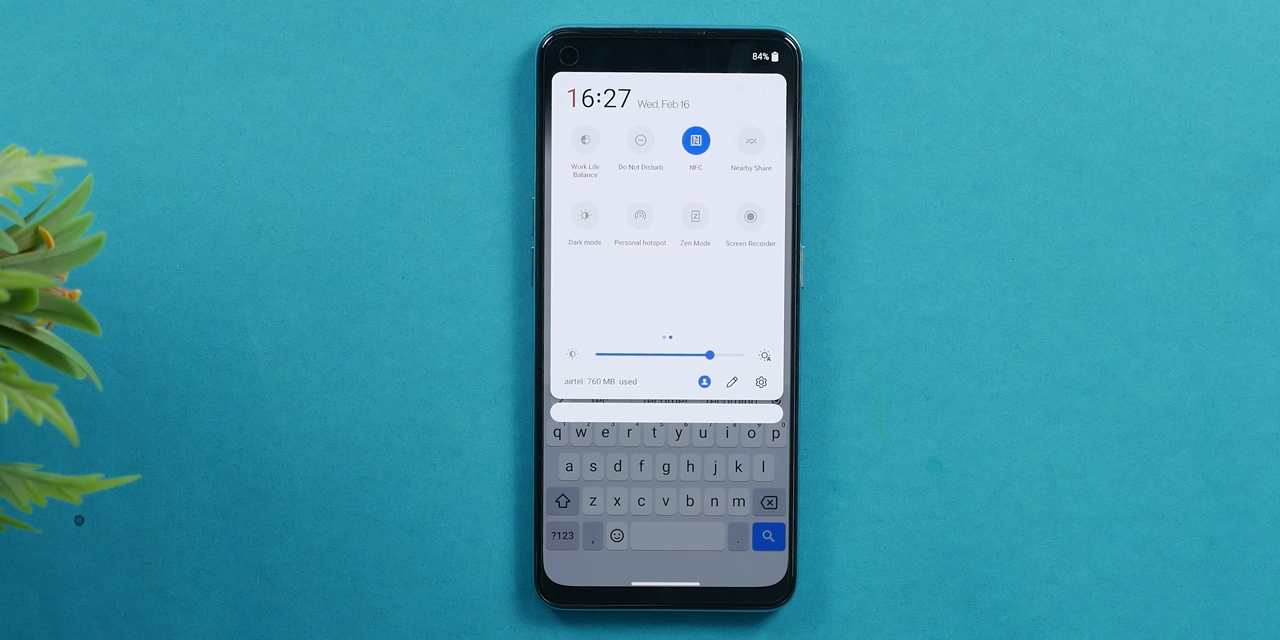 84%
16:27 Wed, Feb 16
Work Life Balance
Do Not Disturb
NFC
Nearby Share
Dark mode
Personal hotspot
Zen Mode
Screen Recorder
airtel: 760 MB used
q w e r t y u i o p
a s d f g h j k l
z x c v b n m
?123 , .